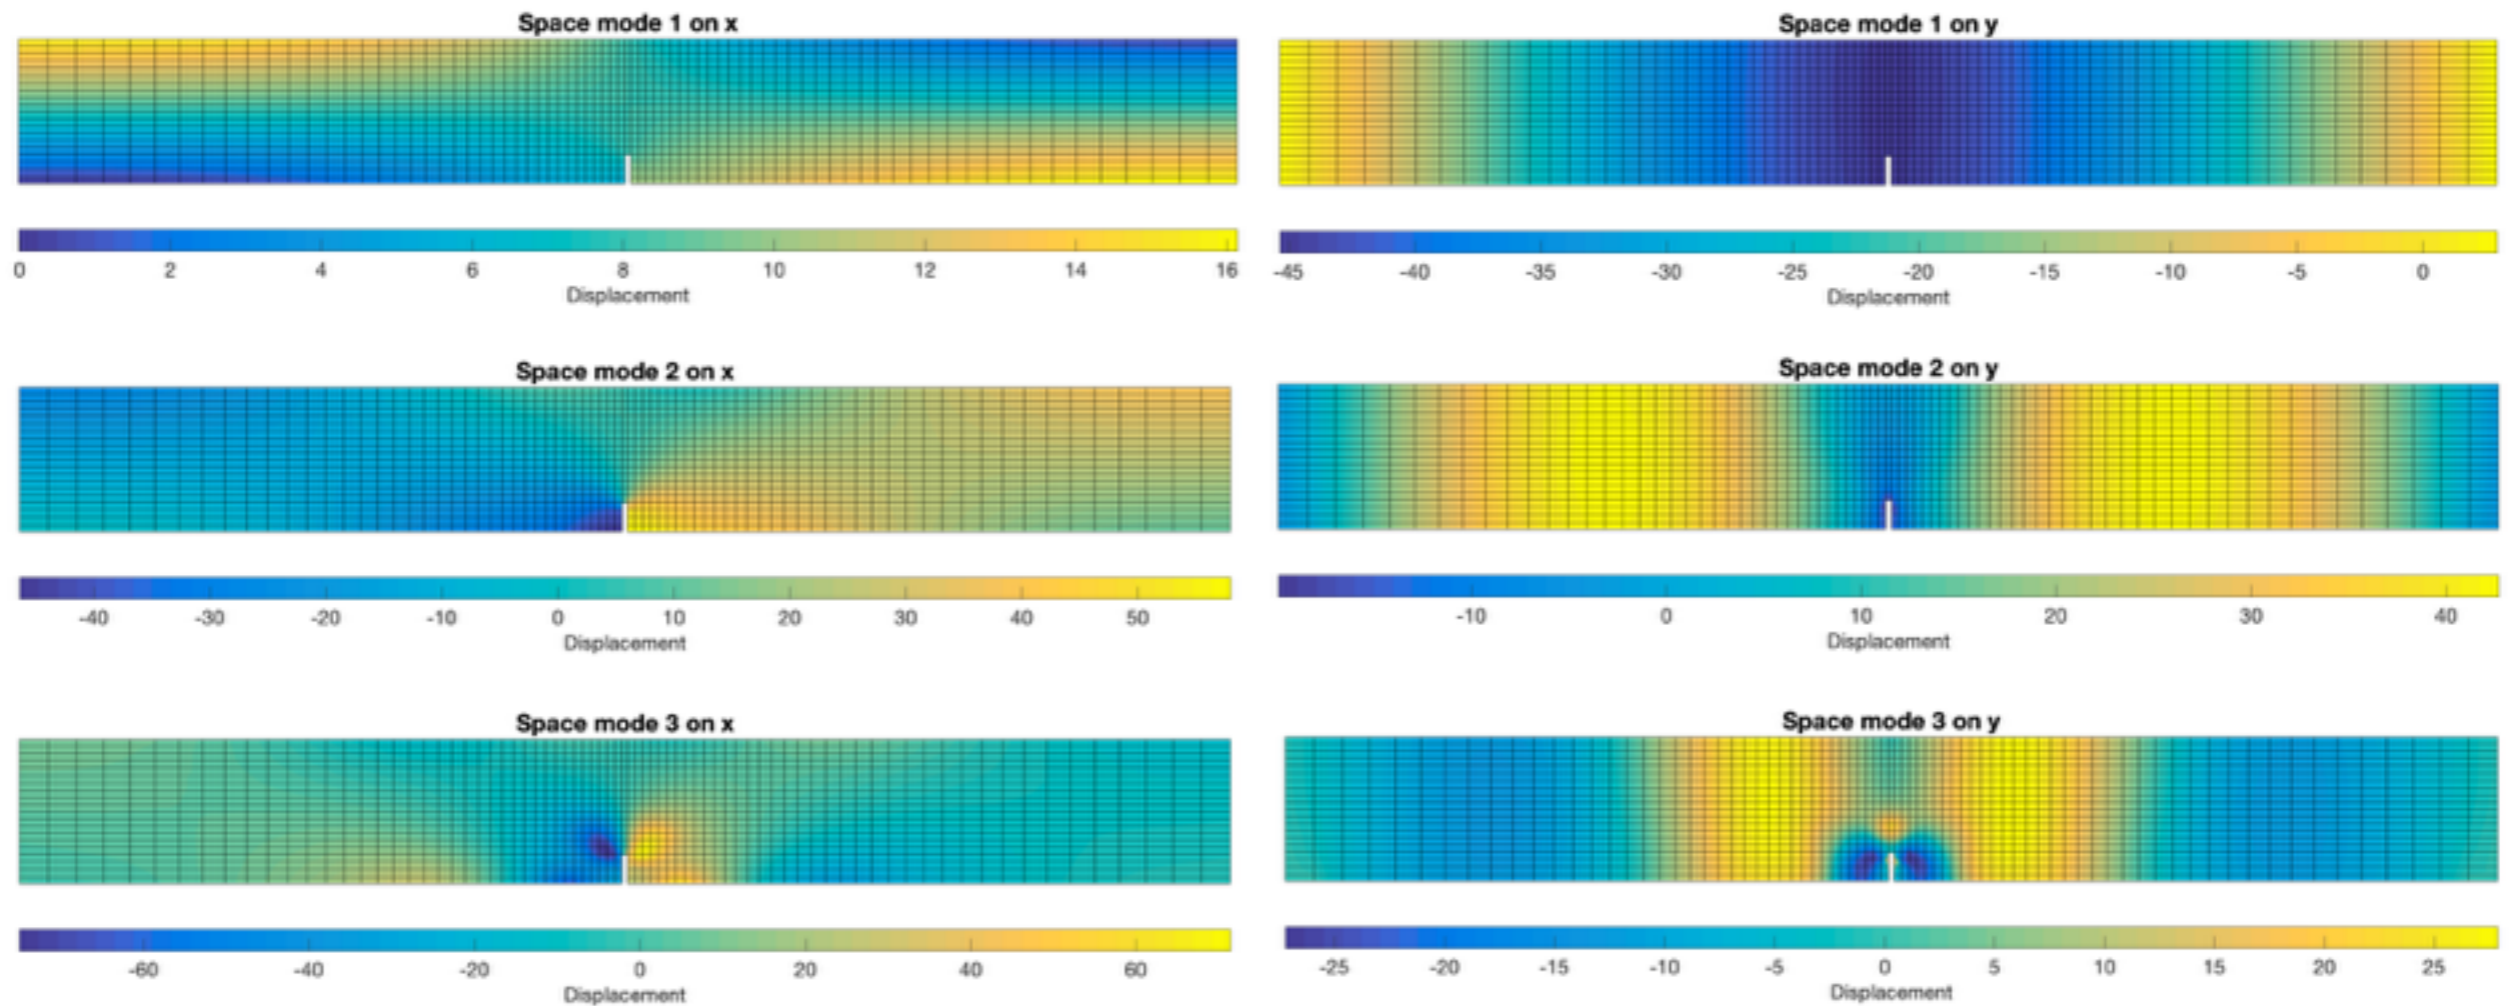 Space mode 1 on x
0 2 4 6 8 10 12 14 16
Displacement
Space mode 1 on y
-45 -40 -35 -30 -25 -20 -15 -10 -5 0
Displacement
Space mode 2 on x
-40 -30 -20 -10 0 10 20 30 40 50
Displacement
Space mode 2 on y
-10 0 10 20 30 40
Displacement
Space mode 3 on x
-60 -40 -20 0 20 40 60
Displacement
Space mode 3 on y
-25 -20 -15 -10 -5 0 5 10 15 20 25
Displacement